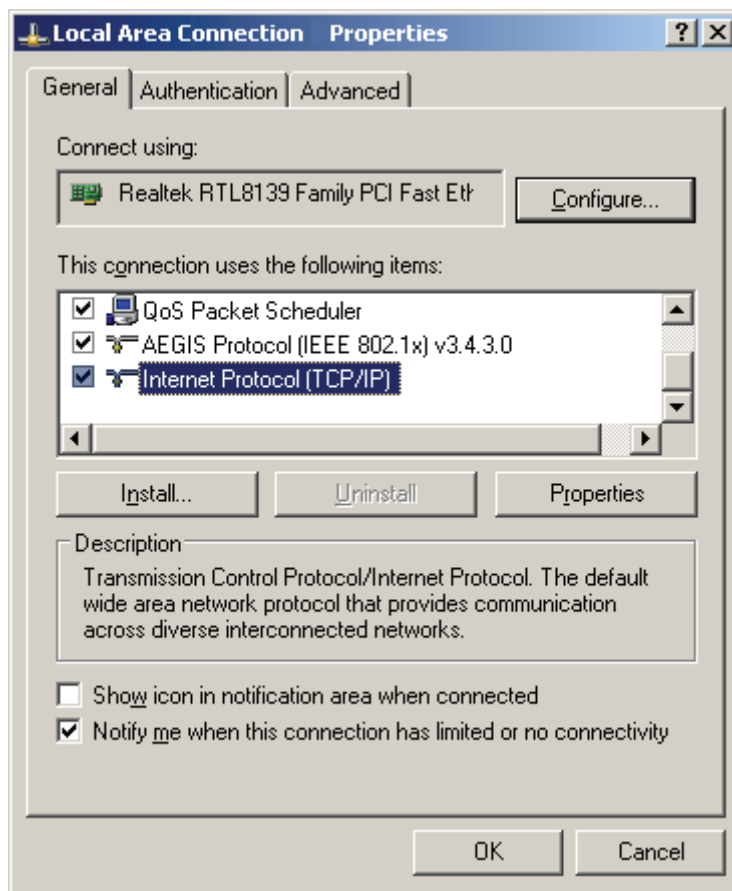 Local Area Connection Properties
General Authentication Advanced
Connect using:
Realtek RTL8139 Family PCI Fast Eth
Configure...
This connection uses the following items:
QoS Packet Scheduler
AEGIS Protocol (IEEE 802.1x) v3.4.3.0
Internet Protocol (TCP/IP)
Install... Uninstall Properties
Description
Transmission Control Protocol/Internet Protocol. The default
wide area network protocol that provides communication
across diverse interconnected networks.
Show icon in notification area when connected
Notify me when this connection has limited or no connectivity
OK Cancel